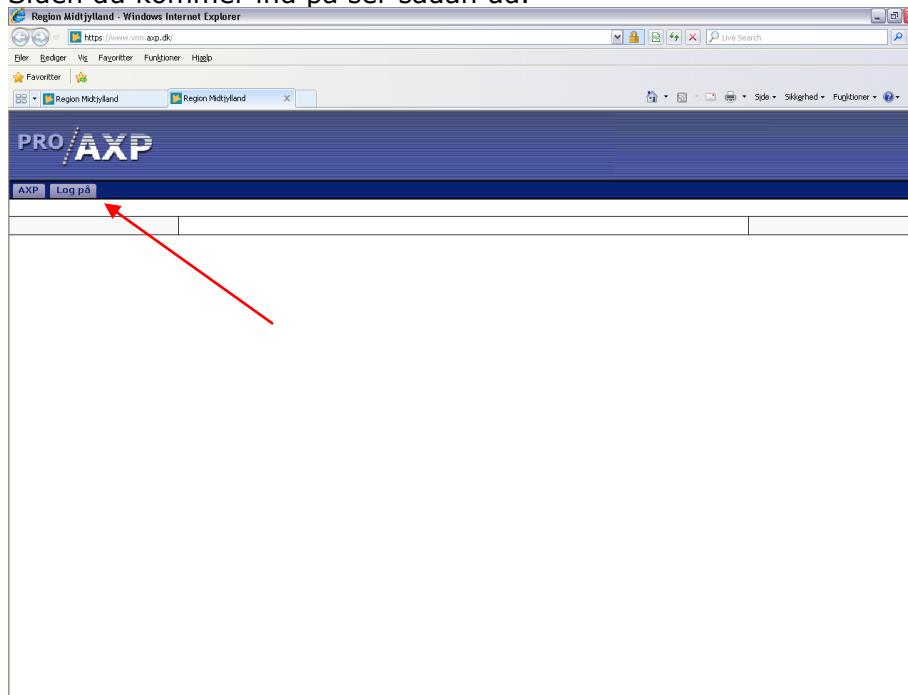 Siden du kommer ind på ser sådan ud:
Region Midtjylland - Windows Internet Explorer
https://www.vrm.axp.dk/
Live Search
Filer Rediger Vis Favoritter Funktioner Hjælp
Favoritter
Region Midtjylland Region Midtjylland X Side Sikkerhed Funktioner
PRO/AXP
AXP Log på